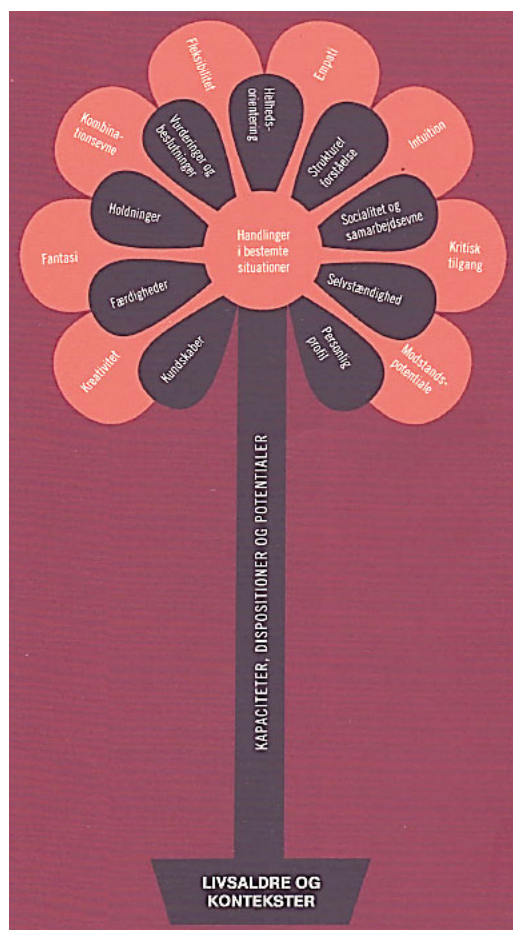 Fleksibilitet
Empati
Kombina-
tionsevne
Intuition
Fantasi
Kritisk
tilgang
Kreativitet
Modstands-
potentiale
Helheds-
orientering
Vurderinger og
beslutninger
Strukturel
forståelse
Holdninger
Socialitet og
samarbejdsevne
Færdigheder
Selvstændighed
Kundskaber
Personlig
profil
Handlinger
i bestemte
situationer
KAPACITETER, DISPOSITIONER OG POTENTIALER
LIVSALDRE OG
KONTEKSTER